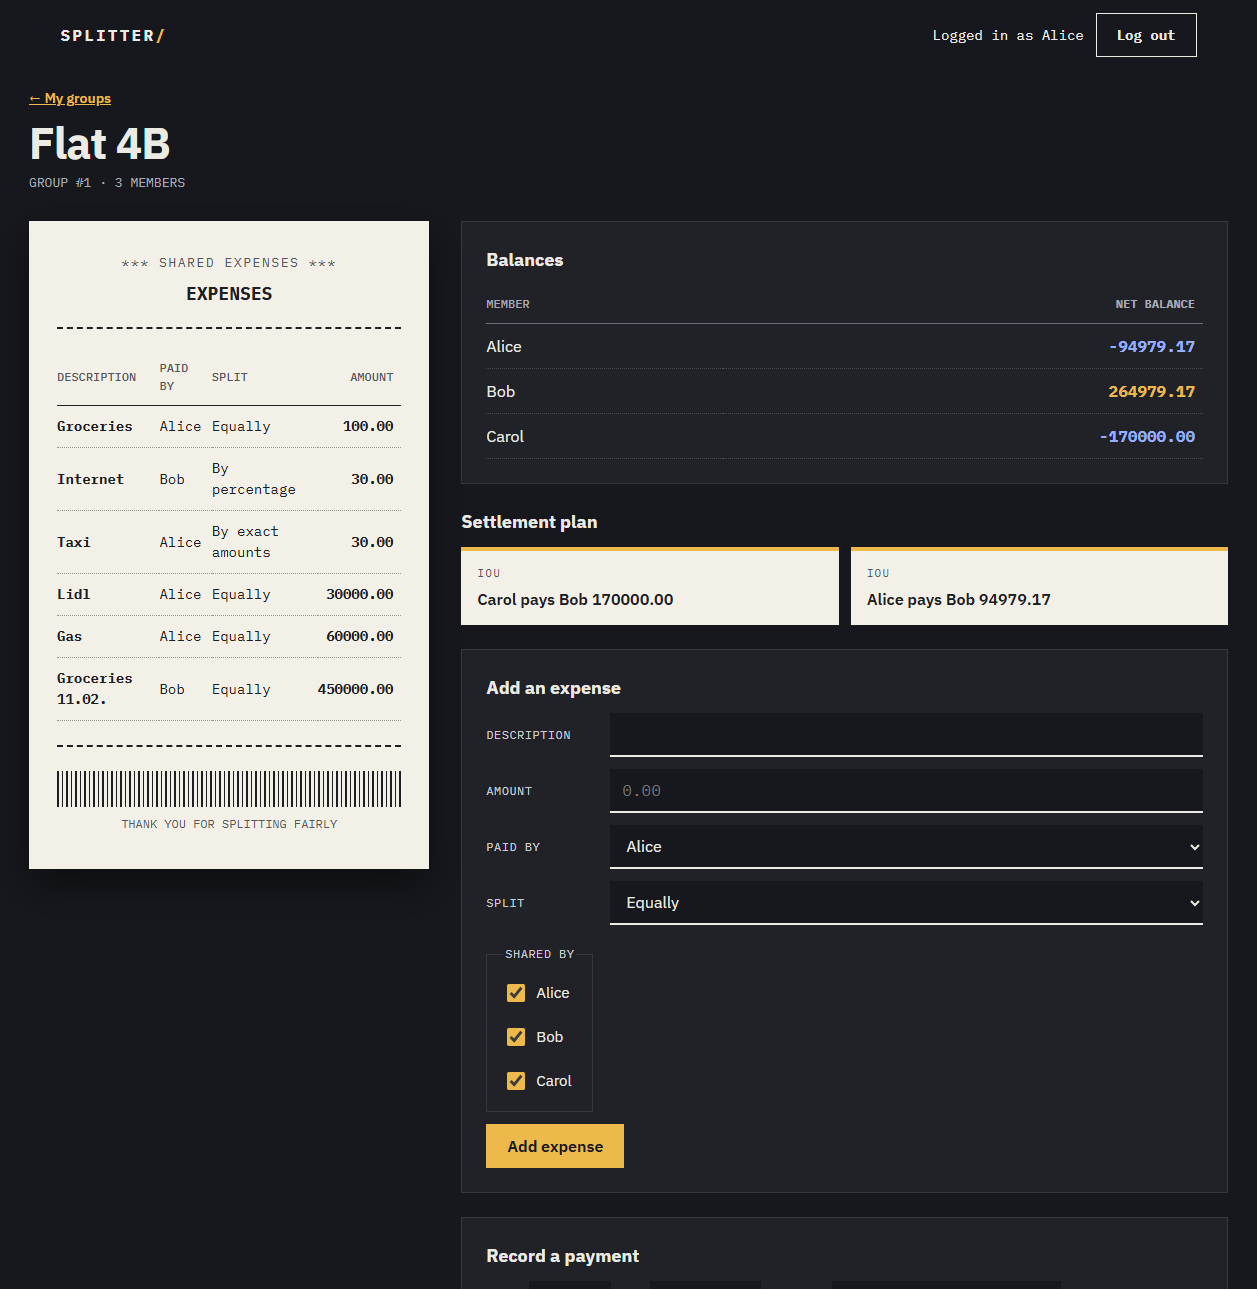 SPLITTER/
Logged in as Alice Log out
← My groups
Flat 4B
GROUP #1 · 3 MEMBERS
*** SHARED EXPENSES ***
EXPENSES
DESCRIPTION PAID BY SPLIT AMOUNT
Groceries Alice Equally 100.00
Internet Bob By percentage 30.00
Taxi Alice By exact amounts 30.00
Lidl Alice Equally 30000.00
Gas Alice Equally 60000.00
Groceries 11.02. Bob Equally 450000.00
THANK YOU FOR SPLITTING FAIRLY
Balances
MEMBER NET BALANCE
Alice -94979.17
Bob 264979.17
Carol -170000.00
Settlement plan
IOU
Carol pays Bob 170000.00
IOU
Alice pays Bob 94979.17
Add an expense
DESCRIPTION
AMOUNT 0.00
PAID BY Alice
SPLIT Equally
SHARED BY
Alice
Bob
Carol
Add expense
Record a payment